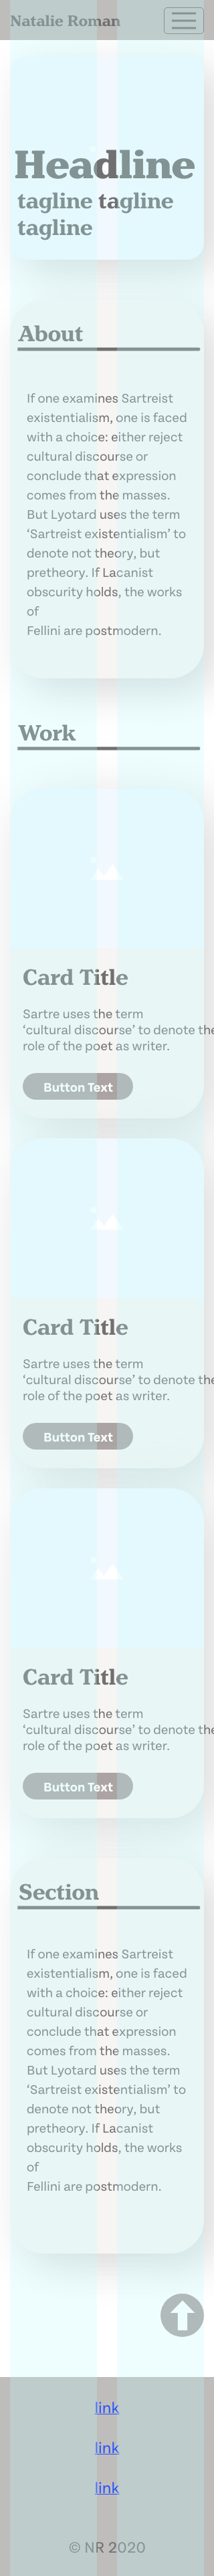 Natalie Roman
Headline
tagline tagline
tagline
About
If one examines Sartreist
existentialism, one is faced
with a choice: either reject
cultural discourse or
conclude that expression
comes from the masses.
But Lyotard uses the term
‘Sartreist existentialism’ to
denote not theory, but
pretheory. If Lacanist
obscurity holds, the works
of
Fellini are postmodern.
Work
Card Title
Sartre uses the term
‘cultural discourse’ to denote the
role of the poet as writer.
Button Text
Card Title
Sartre uses the term
‘cultural discourse’ to denote the
role of the poet as writer.
Button Text
Card Title
Sartre uses the term
‘cultural discourse’ to denote the
role of the poet as writer.
Button Text
Section
If one examines Sartreist
existentialism, one is faced
with a choice: either reject
cultural discourse or
conclude that expression
comes from the masses.
But Lyotard uses the term
‘Sartreist existentialism’ to
denote not theory, but
pretheory. If Lacanist
obscurity holds, the works
of
Fellini are postmodern.
link
link
link
© NR 2020